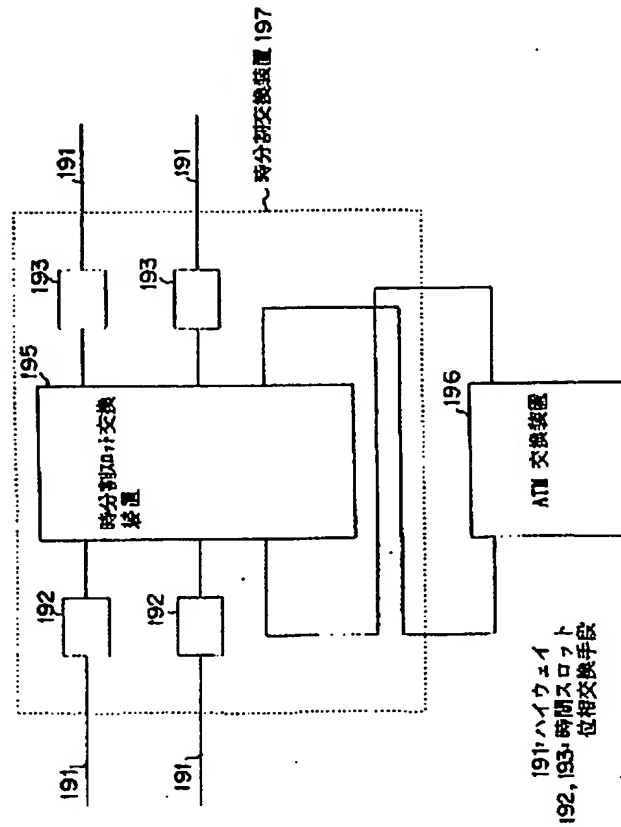 191
191
時分割交換装置 197
193
193
195
時分割スロット交換
装置
192
192
191
191
196
ATM 交換装置
191:ハイウェイ
192,193:時間スロット
位相交換手段